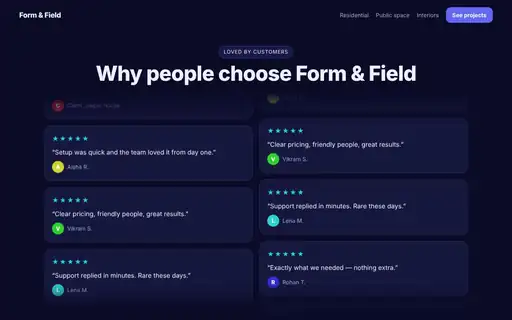 Form & Field
Residential Public space Interiors See projects
LOVED BY CUSTOMERS
Why people choose Form & Field
★★★★★
“Setup was quick and the team loved it from day one.”
A Aisha R.
★★★★★
“Clear pricing, friendly people, great results.”
V Vikram S.
★★★★★
“Support replied in minutes. Rare these days.”
L Lena M.
★★★★★
“Clear pricing, friendly people, great results.”
V Vikram S.
★★★★★
“Support replied in minutes. Rare these days.”
L Lena M.
★★★★★
“Exactly what we needed — nothing extra.”
R Rohan T.